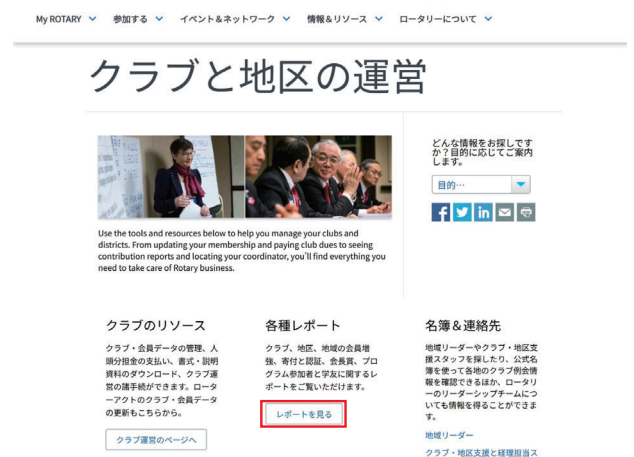 My ROTARY 参加する イベント&ネットワーク 情報&リソース ロータリーについて
クラブと地区の運営
どんな情報をお探しです
か？目的に応じてご案内
します。
目的…
Use the tools and resources below to help you manage your clubs and
districts. From updating your membership and paying club dues to seeing
contribution reports and locating your coordinator, you'll find everything you
need to take care of Rotary business.
クラブのリソース
クラブ・会員データの管理、人
頭分担金の支払い、書式・説明
資料のダウンロード、クラブ運
営の諸手続ができます。ロータ
ーアクトのクラブ・会員データ
の更新もこちらから。
クラブ運営のページへ
各種レポート
クラブ、地区、地域の会員増
強、寄付と認証、会長賞、プロ
グラム参加者と学友に関するレ
ポートをご覧いただけます。
レポートを見る
名簿&連絡先
地域リーダーやクラブ・地区支
援スタッフを探したり、公式名
簿を使って各地のクラブ例会情
報を確認できるほか、ロータリ
ーのリーダーシップチームにつ
いても情報を得ることができま
す。
地域リーダー
クラブ・地区支援と経理担当ス